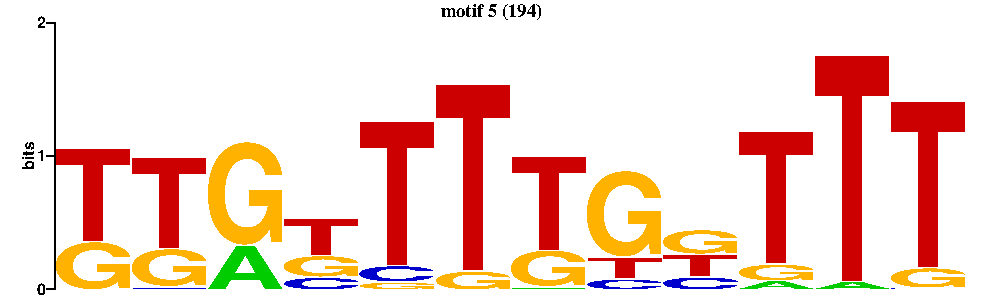 motif 5 (194)
2
bits
1
0
T T G T T T T G G T T T
G G A G C G G T T G A G
C G C C A